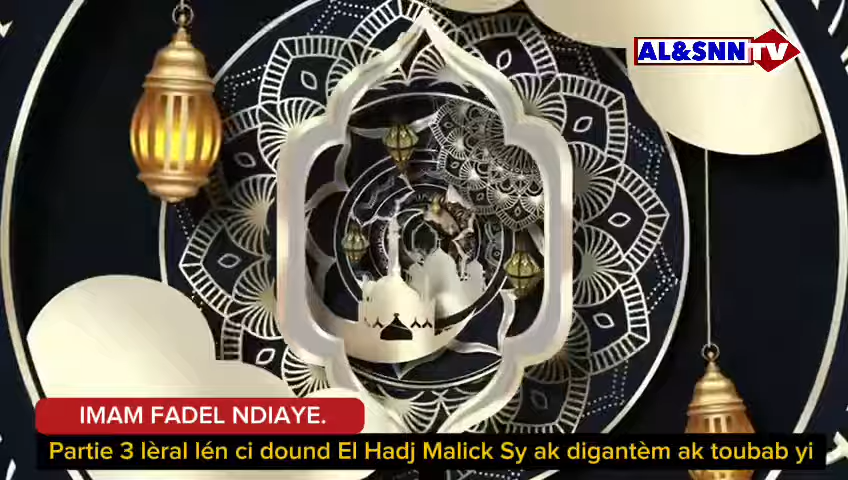 AL&SNN TV
IMAM FADEL NDIAYE.
Partie 3 lèral lén ci dound El Hadj Malick Sy ak digantèm ak toubab yi